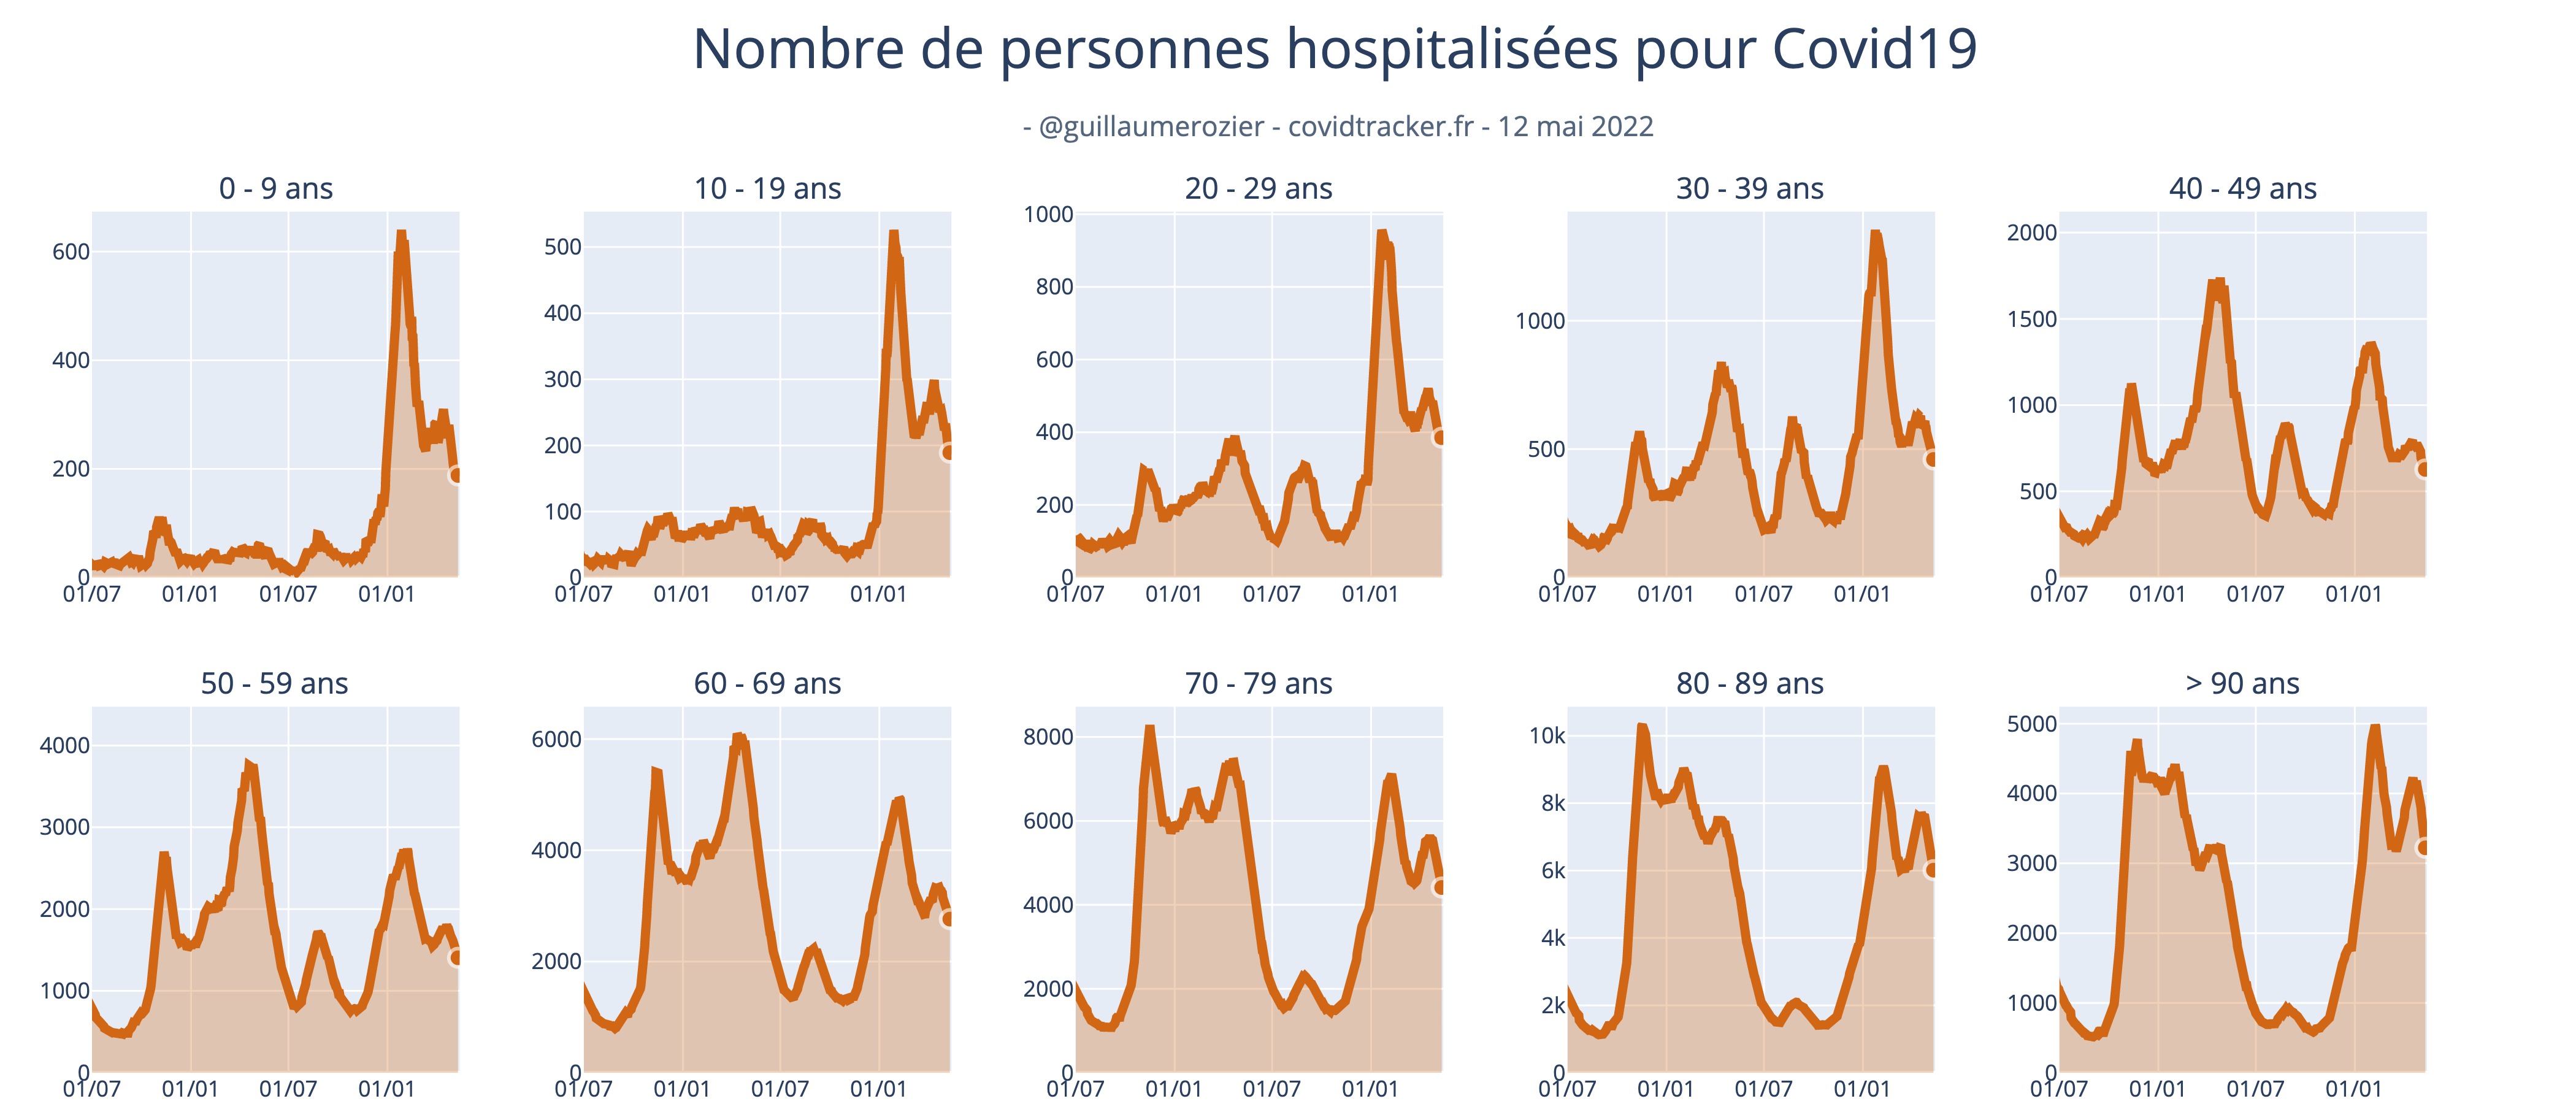 Nombre de personnes hospitalisées pour Covid19
- @guillaumerozier - covidtracker.fr - 12 mai 2022
0 - 9 ans
600
400
200
0
01/07 01/01 01/07 01/01
10 - 19 ans
500
400
300
200
100
0
01/07 01/01 01/07 01/01
20 - 29 ans
1000
800
600
400
200
0
01/07 01/01 01/07 01/01
30 - 39 ans
1000
500
0
01/07 01/01 01/07 01/01
40 - 49 ans
2000
1500
1000
500
0
01/07 01/01 01/07 01/01
50 - 59 ans
4000
3000
2000
1000
0
01/07 01/01 01/07 01/01
60 - 69 ans
6000
4000
2000
0
01/07 01/01 01/07 01/01
70 - 79 ans
8000
6000
4000
2000
0
01/07 01/01 01/07 01/01
80 - 89 ans
10k
8k
6k
4k
2k
0
01/07 01/01 01/07 01/01
> 90 ans
5000
4000
3000
2000
1000
0
01/07 01/01 01/07 01/01